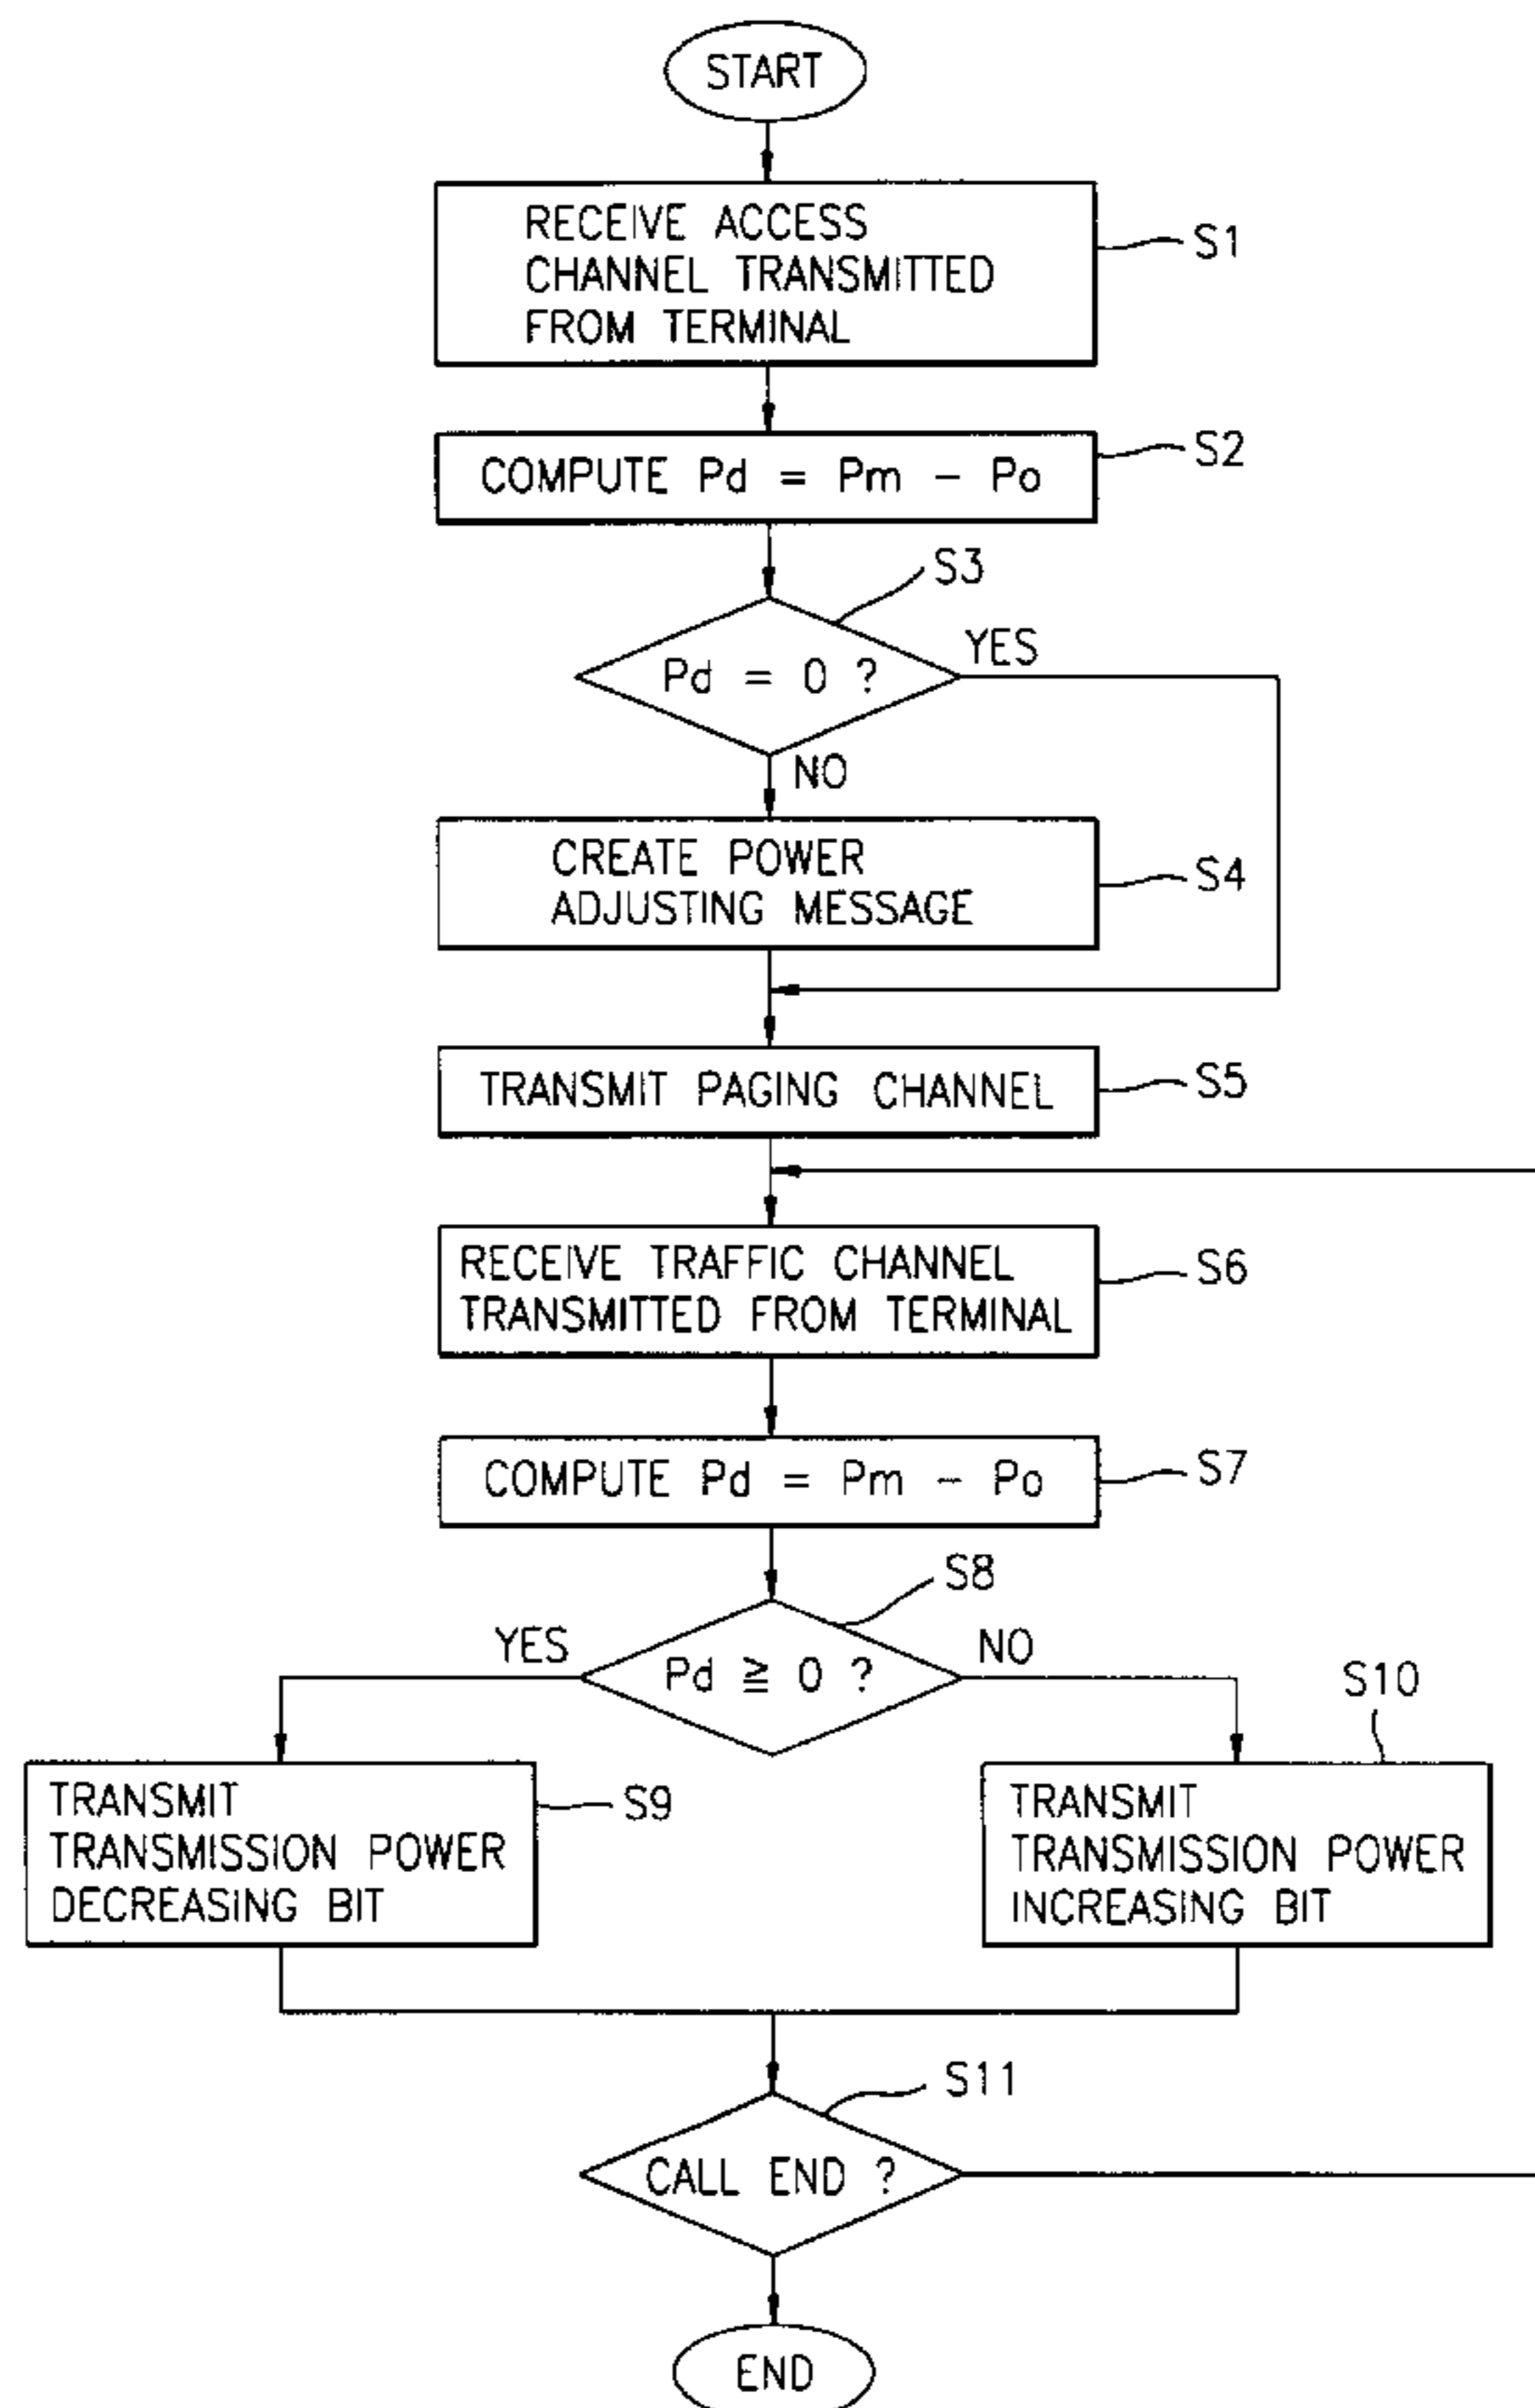 START
RECEIVE ACCESS
CHANNEL TRANSMITTED
FROM TERMINAL
S1
COMPUTE Pd = Pm - Po
S2
S3
Pd = 0 ?
YES
NO
CREATE POWER
ADJUSTING MESSAGE
S4
TRANSMIT PAGING CHANNEL
S5
RECEIVE TRAFFIC CHANNEL
TRANSMITTED FROM TERMINAL
S6
COMPUTE Pd = Pm - Po
S7
S8
YES
Pd ≧ 0 ?
NO
S10
TRANSMIT
TRANSMISSION POWER
DECREASING BIT
S9
TRANSMIT
TRANSMISSION POWER
INCREASING BIT
S11
CALL END ?
END